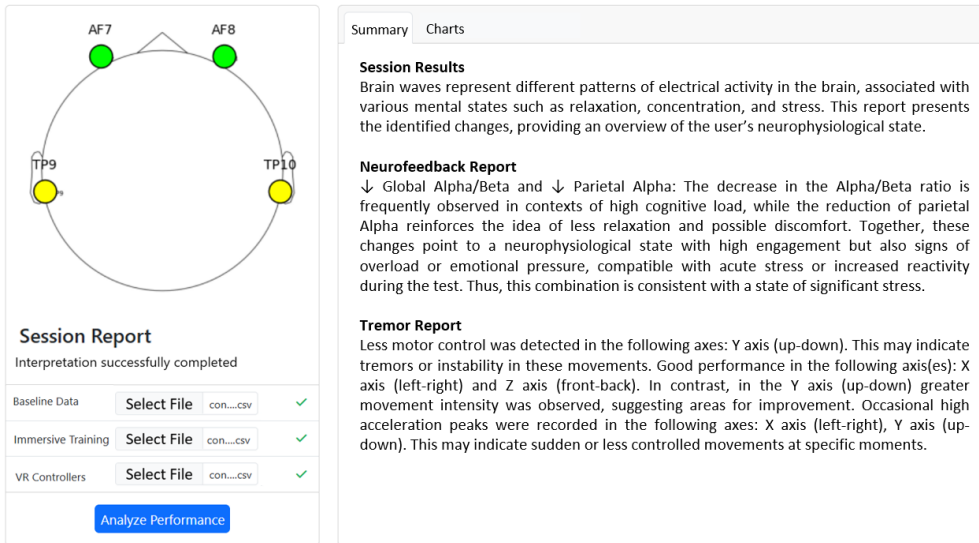 AF7 AF8
TP9 TP10
Session Report
Interpretation successfully completed
Baseline Data Select File con....csv
Immersive Training Select File con....csv
VR Controllers Select File con....csv
Analyze Performance
Summary Charts
Session Results
Brain waves represent different patterns of electrical activity in the brain, associated with
various mental states such as relaxation, concentration, and stress. This report presents
the identified changes, providing an overview of the user’s neurophysiological state.
Neurofeedback Report
↓ Global Alpha/Beta and ↓ Parietal Alpha: The decrease in the Alpha/Beta ratio is
frequently observed in contexts of high cognitive load, while the reduction of parietal
Alpha reinforces the idea of less relaxation and possible discomfort. Together, these
changes point to a neurophysiological state with high engagement but also signs of
overload or emotional pressure, compatible with acute stress or increased reactivity
during the test. Thus, this combination is consistent with a state of significant stress.
Tremor Report
Less motor control was detected in the following axes: Y axis (up-down). This may indicate
tremors or instability in these movements. Good performance in the following axis(es): X
axis (left-right) and Z axis (front-back). In contrast, in the Y axis (up-down) greater
movement intensity was observed, suggesting areas for improvement. Occasional high
acceleration peaks were recorded in the following axes: X axis (left-right), Y axis (up-
down). This may indicate sudden or less controlled movements at specific moments.